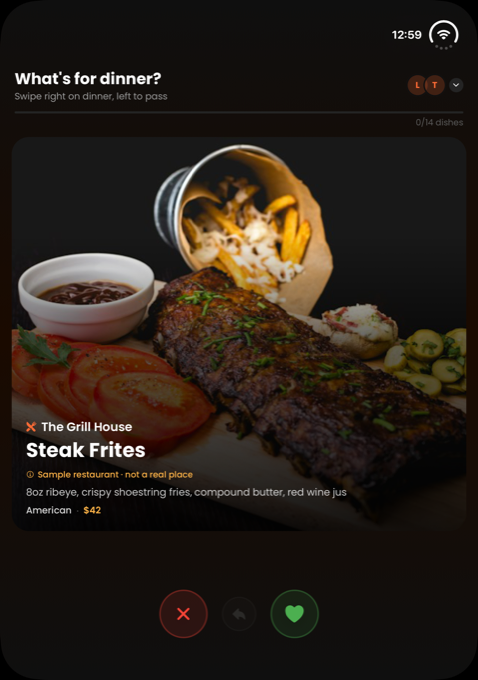 12:59
What's for dinner?
Swipe right on dinner, left to pass
L T
0/14 dishes
The Grill House
Steak Frites
Sample restaurant · not a real place
8oz ribeye, crispy shoestring fries, compound butter, red wine jus
American · $42